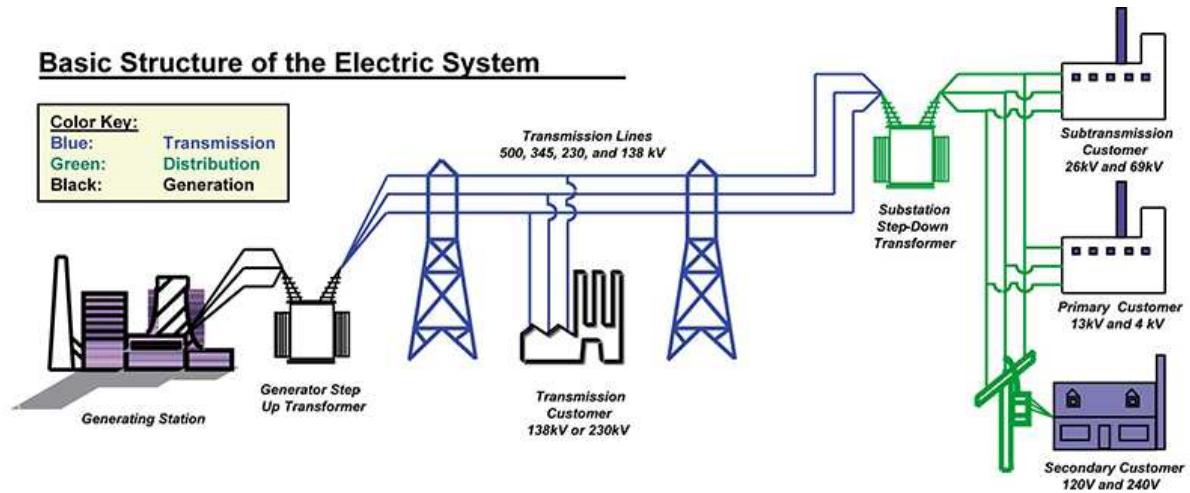 Basic Structure of the Electric System
Color Key:
Blue: Transmission
Green: Distribution
Black: Generation
Transmission Lines
500, 345, 230, and 138 kV
Subtransmission
Customer
26kV and 69kV
Substation
Step-Down
Transformer
Primary Customer
13kV and 4 kV
Generating Station
Generator Step
Up Transformer
Transmission
Customer
138kV or 230kV
Secondary Customer
120V and 240V